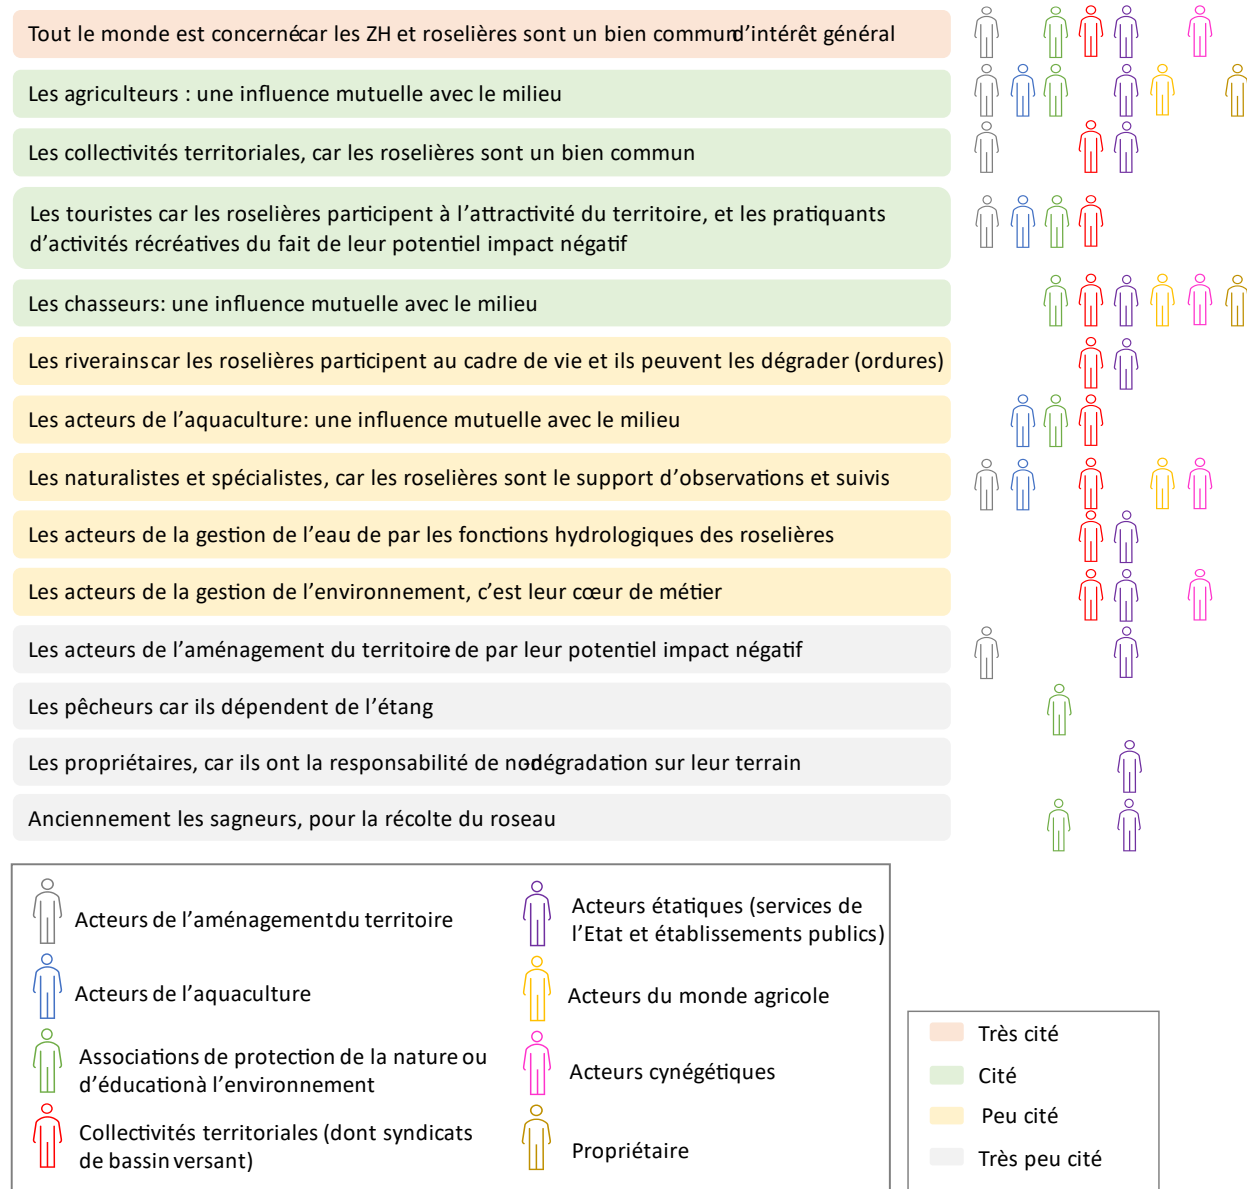 Tout le monde est concernécar les ZH et roselières sont un bien commund’intérêt général
Les agriculteurs : une influence mutuelle avec le milieu
Les collectivités territoriales, car les roselières sont un bien commun
Les touristes car les roselières participent à l’attractivité du territoire, et les pratiquants
d’activités récréatives du fait de leur potentiel impact négatif
Les chasseurs: une influence mutuelle avec le milieu
Les riverainscar les roselières participent au cadre de vie et ils peuvent les dégrader (ordures)
Les acteurs de l’aquaculture: une influence mutuelle avec le milieu
Les naturalistes et spécialistes, car les roselières sont le support d’observations et suivis
Les acteurs de la gestion de l’eau de par les fonctions hydrologiques des roselières
Les acteurs de la gestion de l’environnement, c’est leur cœur de métier
Les acteurs de l’aménagement du territoire de par leur potentiel impact négatif
Les pêcheurs car ils dépendent de l’étang
Les propriétaires, car ils ont la responsabilité de non-dégradation sur leur terrain
Anciennement les sagneurs, pour la récolte du roseau
Acteurs de l’aménagement du territoire
Acteurs de l’aquaculture
Associations de protection de la nature ou
d’éducation à l’environnement
Collectivités territoriales (dont syndicats
de bassin versant)
Acteurs étatiques (services de
l’Etat et établissements publics)
Acteurs du monde agricole
Acteurs cynégétiques
Propriétaire
Très cité
Cité
Peu cité
Très peu cité